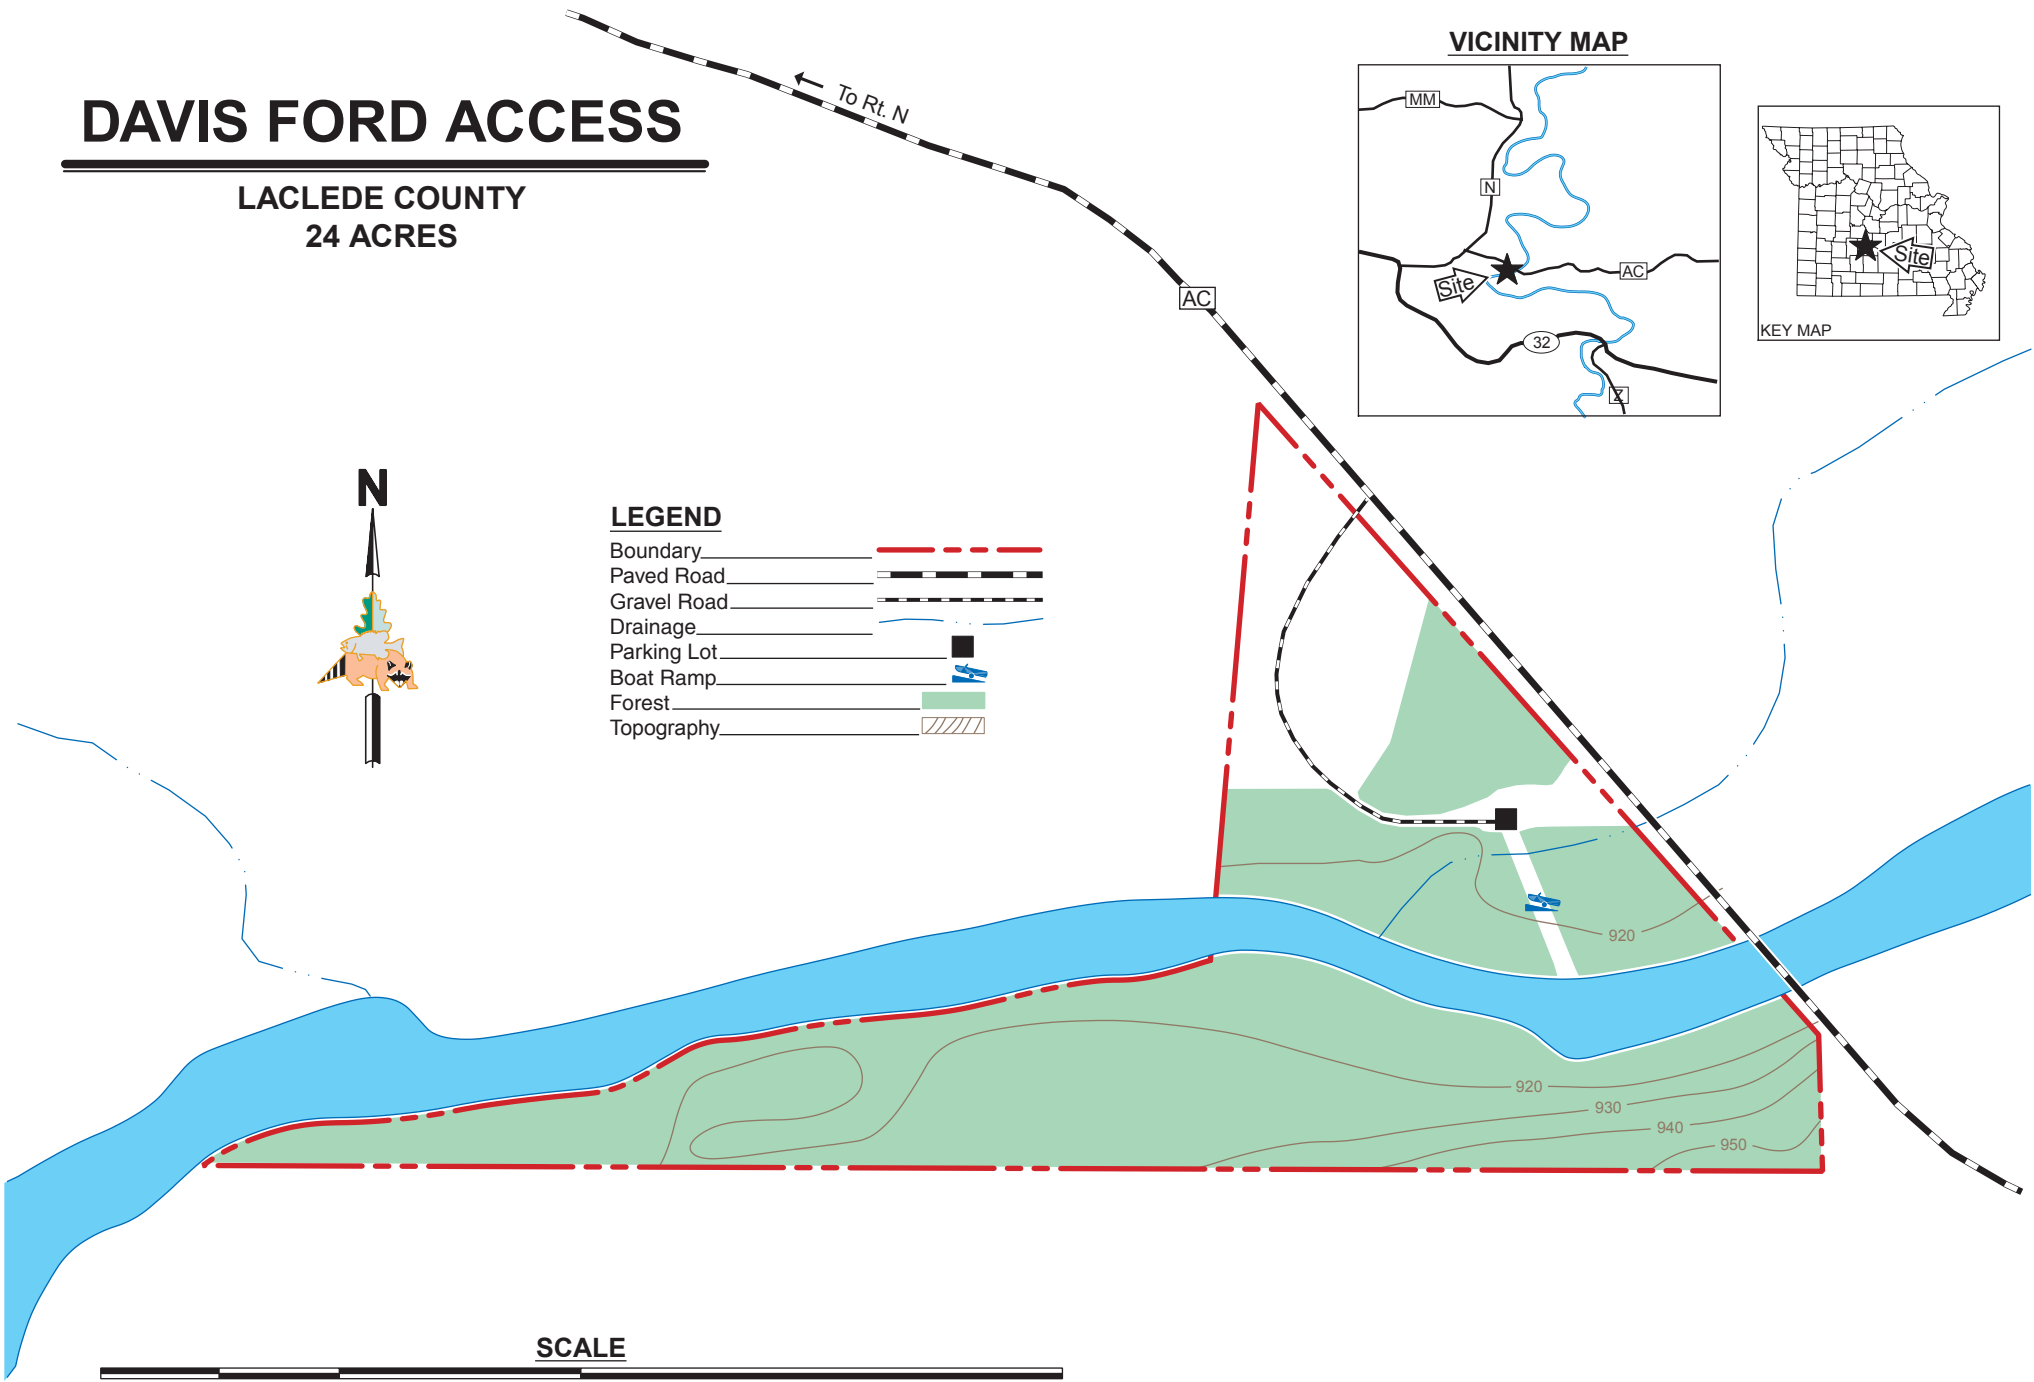 DAVIS FORD ACCESS
LACLEDE COUNTY
24 ACRES
To Rt. N
AC
VICINITY MAP
MM
N
AC
Site
32
Z
Site
KEY MAP
N
LEGEND
Boundary
Paved Road
Gravel Road
Drainage
Parking Lot
Boat Ramp
Forest
Topography
920
920
930
940
950
SCALE